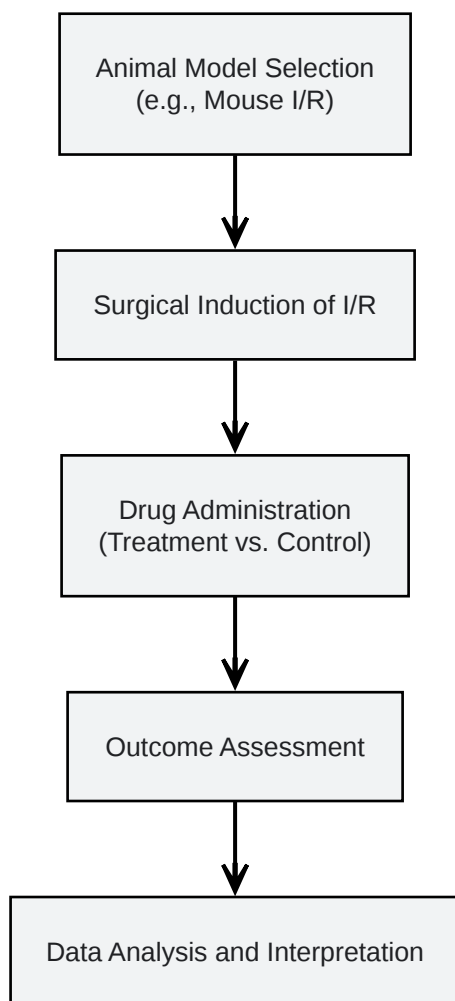 Animal Model Selection
(e.g., Mouse I/R)
Surgical Induction of I/R
Drug Administration
(Treatment vs. Control)
Outcome Assessment
Data Analysis and Interpretation